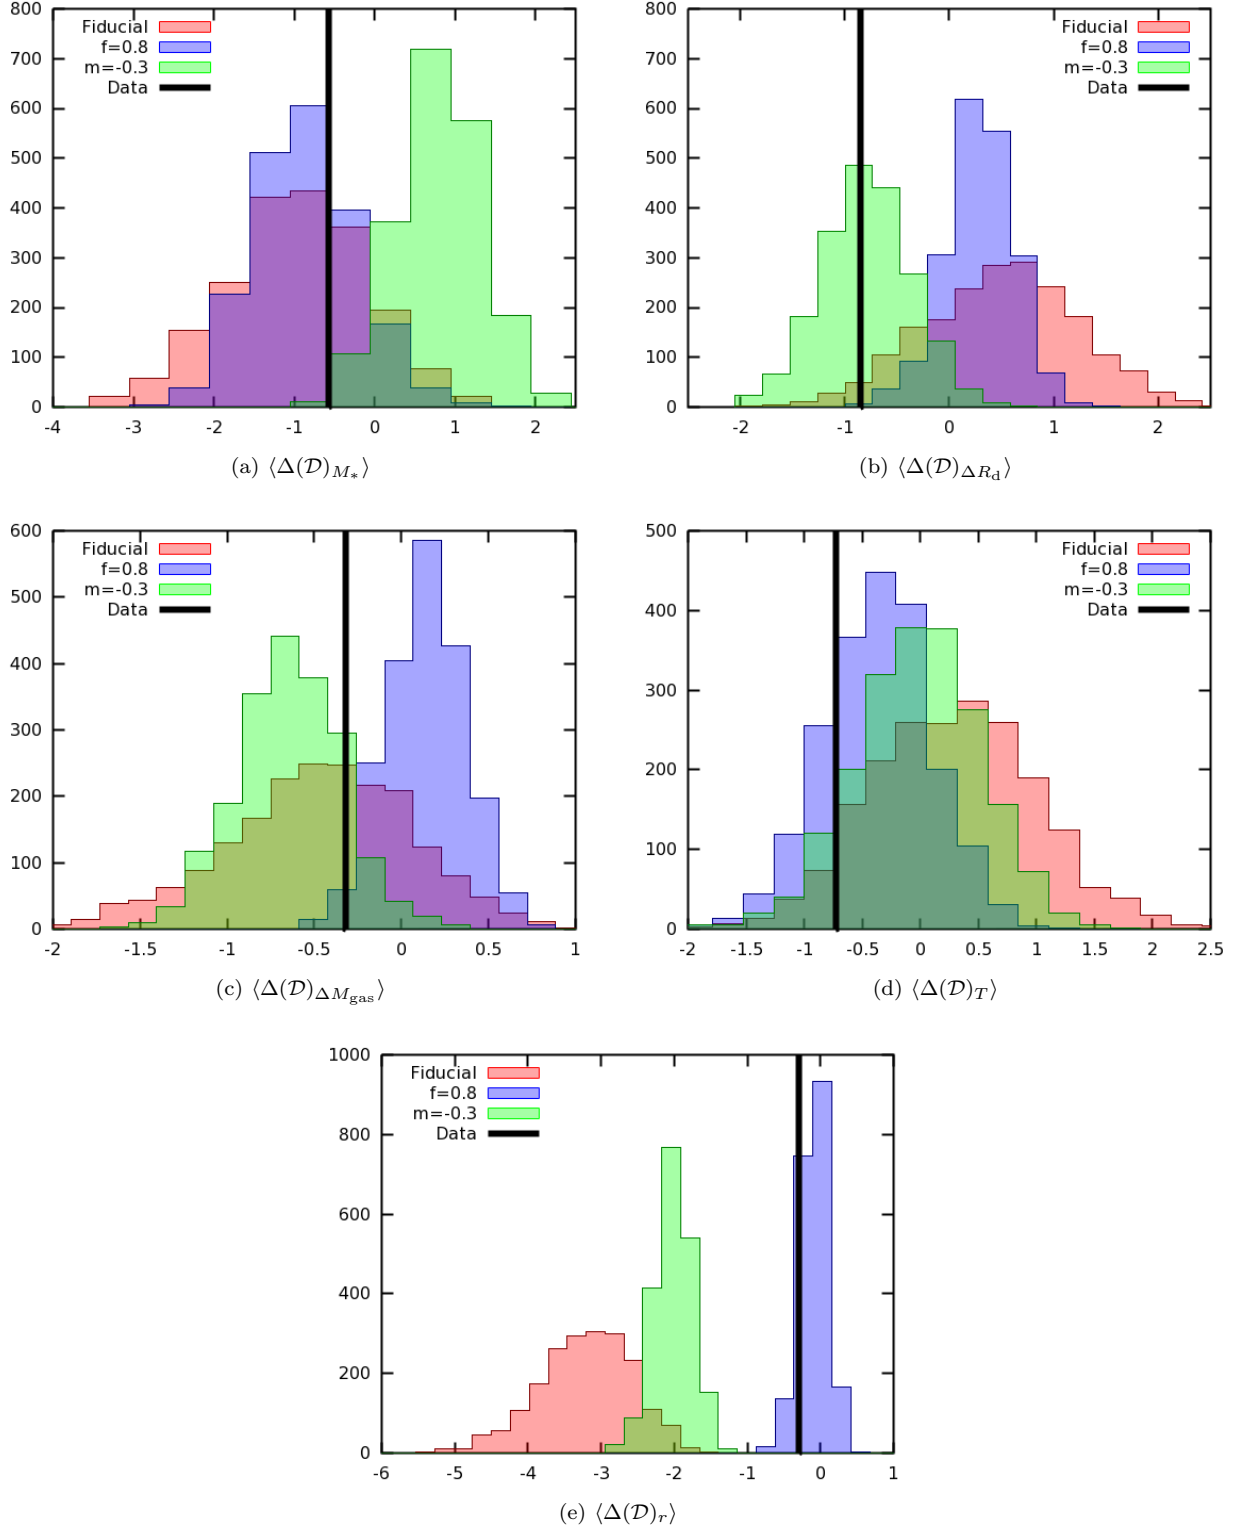 800
700
600
500
400
300
200
100
0
Fiducial
f=0.8
m=-0.3
Data
-4 -3 -2 -1 0 1 2
(a) ⟨Δ(𝒟)_{M_*}⟩
800
700
600
500
400
300
200
100
0
Fiducial
f=0.8
m=-0.3
Data
-2 -1 0 1 2
(b) ⟨Δ(𝒟)_{ΔR_d}⟩
600
500
400
300
200
100
0
Fiducial
f=0.8
m=-0.3
Data
-2 -1.5 -1 -0.5 0 0.5 1
(c) ⟨Δ(𝒟)_{ΔM_gas}⟩
500
400
300
200
100
0
Fiducial
f=0.8
m=-0.3
Data
-2 -1.5 -1 -0.5 0 0.5 1 1.5 2 2.5
(d) ⟨Δ(𝒟)_T⟩
1000
800
600
400
200
0
Fiducial
f=0.8
m=-0.3
Data
-6 -5 -4 -3 -2 -1 0 1
(e) ⟨Δ(𝒟)_r⟩